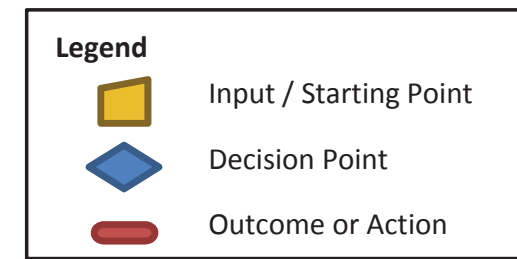 Legend
Input / Starting Point
Decision Point
Outcome or Action